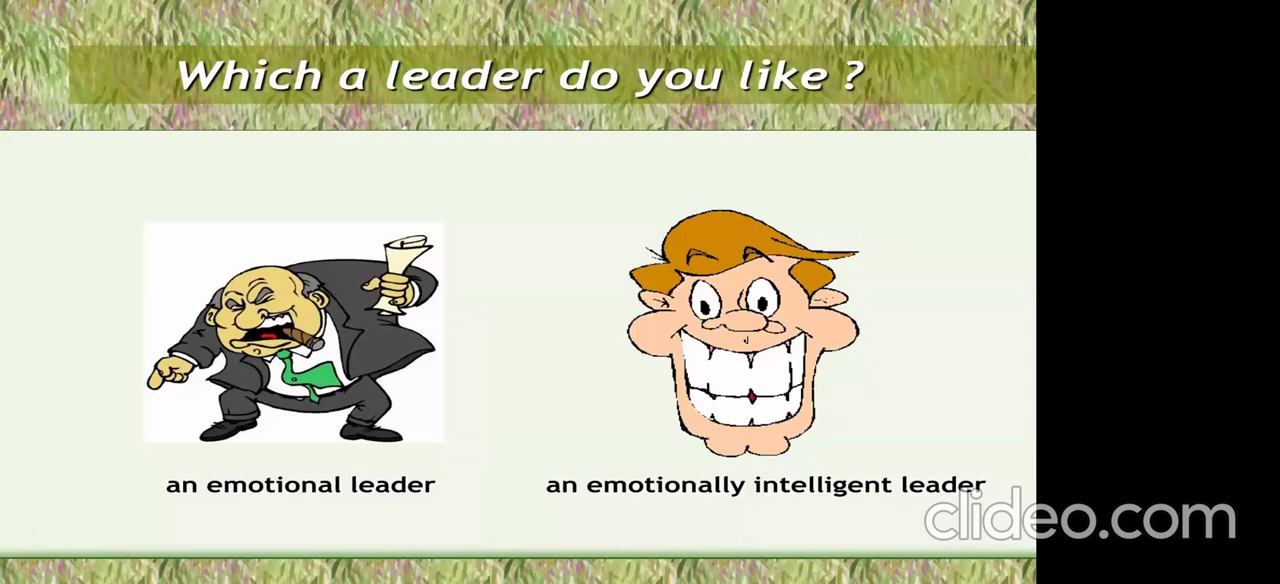 Which a leader do you like ?
an emotional leader
an emotionally intelligent leader
clideo.com